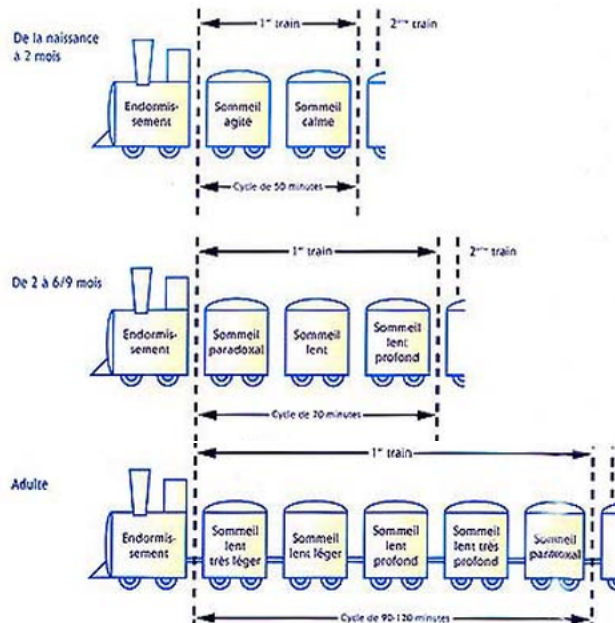 1er train
2ème train
De la naissance
à 2 mois
Endormis-
sement
Sommeil
agité
Sommeil
calme
Cycle de 50 minutes
1er train
2ème train
De 2 à 6/9 mois
Endormis-
sement
Sommeil
paradoxal
Sommeil
lent
Sommeil
lent
profond
Cycle de 70 minutes
1er train
Adulte
Endormis-
sement
Sommeil
lent
très léger
Sommeil
lent léger
Sommeil
lent
profond
Sommeil
lent très
profond
Sommeil
paradoxal
Cycle de 90-120 minutes